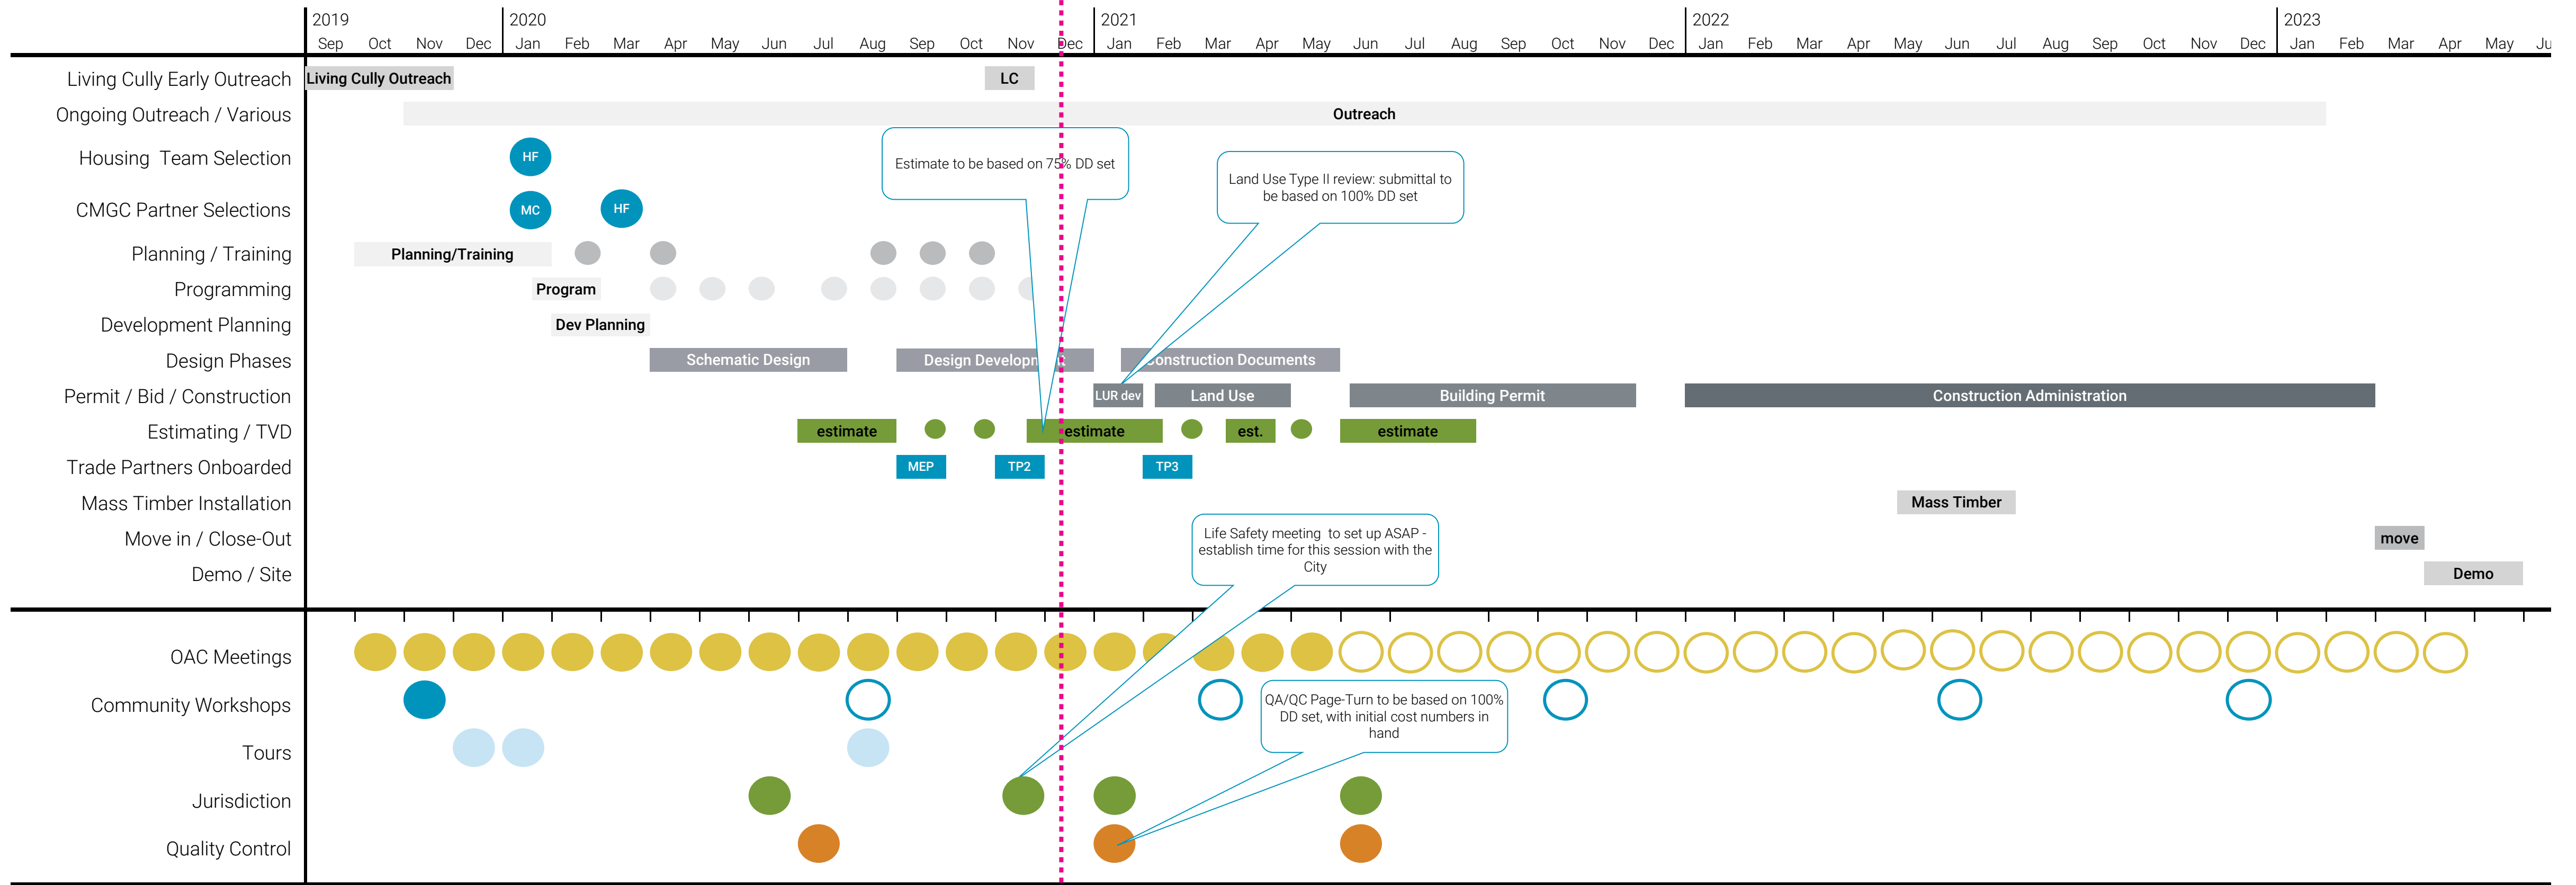 2019 2020 2021 2022 2023
Sep Oct Nov Dec Jan Feb Mar Apr May Jun Jul Aug Sep Oct Nov Dec Jan Feb Mar Apr May Jun Jul Aug Sep Oct Nov Dec Jan Feb Mar Apr May Jun Jul Aug Sep Oct Nov Dec Jan Feb Mar Apr May Ju
Living Cully Early Outreach Living Cully Outreach LC
Ongoing Outreach / Various Outreach
Housing Team Selection HF
Estimate to be based on 75% DD set
Land Use Type II review: submittal to
be based on 100% DD set
CMGC Partner Selections MC HF
Planning / Training Planning/Training
Programming Program
Development Planning Dev Planning
Design Phases Schematic Design Design Developm t onstruction Documents
Permit / Bid / Construction LUR dev Land Use Building Permit Construction Administration
Estimating / TVD estimate estimate est. estimate
Trade Partners Onboarded MEP TP2 TP3
Mass Timber Installation Mass Timber
Move in / Close-Out move
Life Safety meeting to set up ASAP -
establish time for this session with the
City
Demo / Site Demo
OAC Meetings
Community Workshops
QA/QC Page-Turn to be based on 100%
DD set, with initial cost numbers in
hand
Tours
Jurisdiction
Quality Control